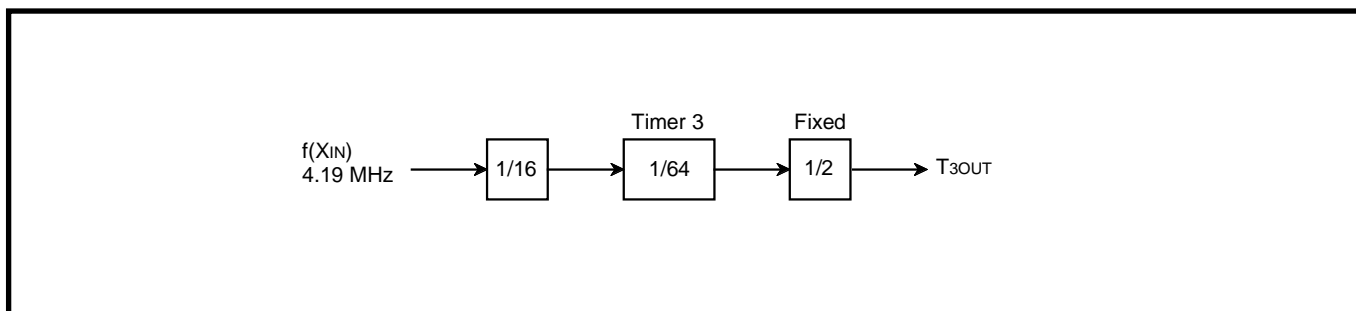 Timer 3
Fixed
f(XIN)
4.19 MHz
1/16
1/64
1/2
T3OUT